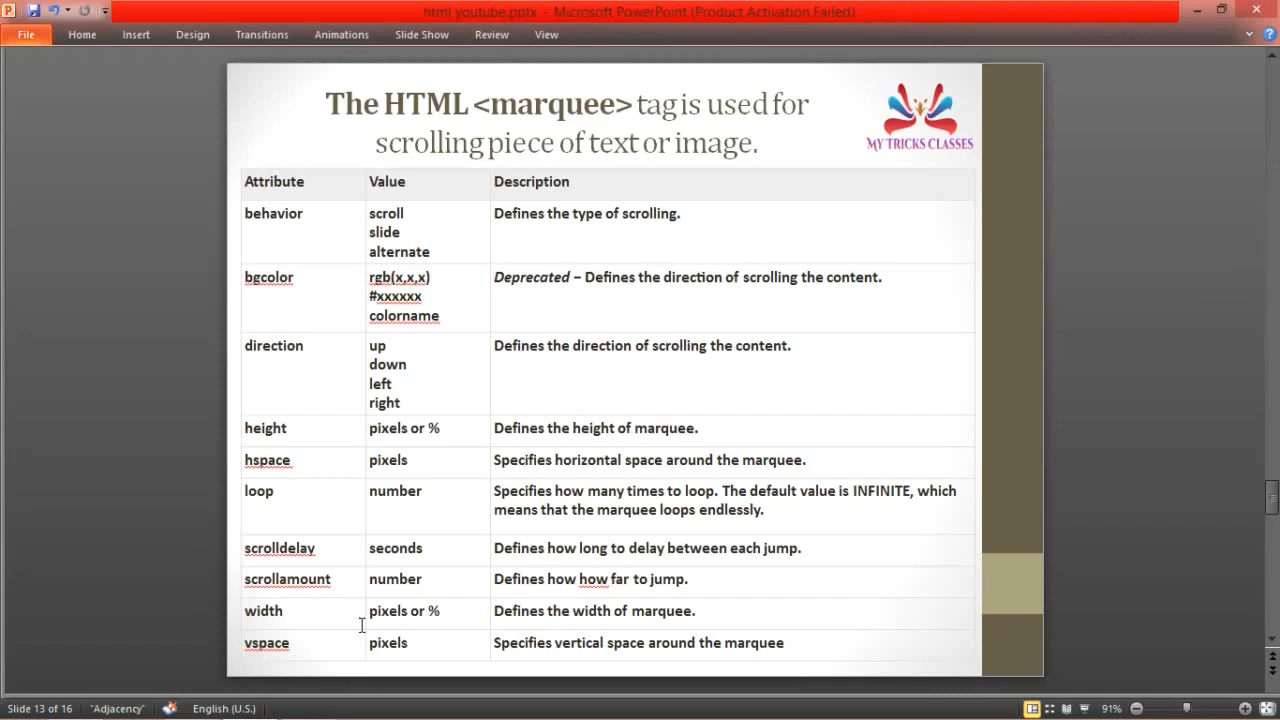 html youtube.pptx - Microsoft PowerPoint (Product Activation Failed)
File Home Insert Design Transitions Animations Slide Show Review View
The HTML <marquee> tag is used for
scrolling piece of text or image.
MY TRICKS CLASSES
Attribute Value Description
behavior scroll Defines the type of scrolling.
slide
alternate
bgcolor rgb(x,x,x) Deprecated – Defines the direction of scrolling the content.
#xxxxxx
colorname
direction up Defines the direction of scrolling the content.
down
left
right
height pixels or % Defines the height of marquee.
hspace pixels Specifies horizontal space around the marquee.
loop number Specifies how many times to loop. The default value is INFINITE, which
means that the marquee loops endlessly.
scrolldelay seconds Defines how long to delay between each jump.
scrollamount number Defines how how far to jump.
width pixels or % Defines the width of marquee.
vspace pixels Specifies vertical space around the marquee
Slide 13 of 16 "Adjacency" English (U.S.) 91%